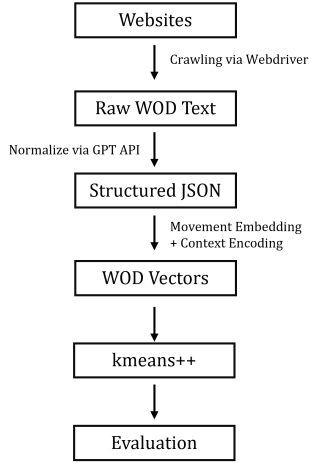 Websites
Crawling via Webdriver
Raw WOD Text
Normalize via GPT API
Structured JSON
Movement Embedding
+ Context Encoding
WOD Vectors
kmeans++
Evaluation